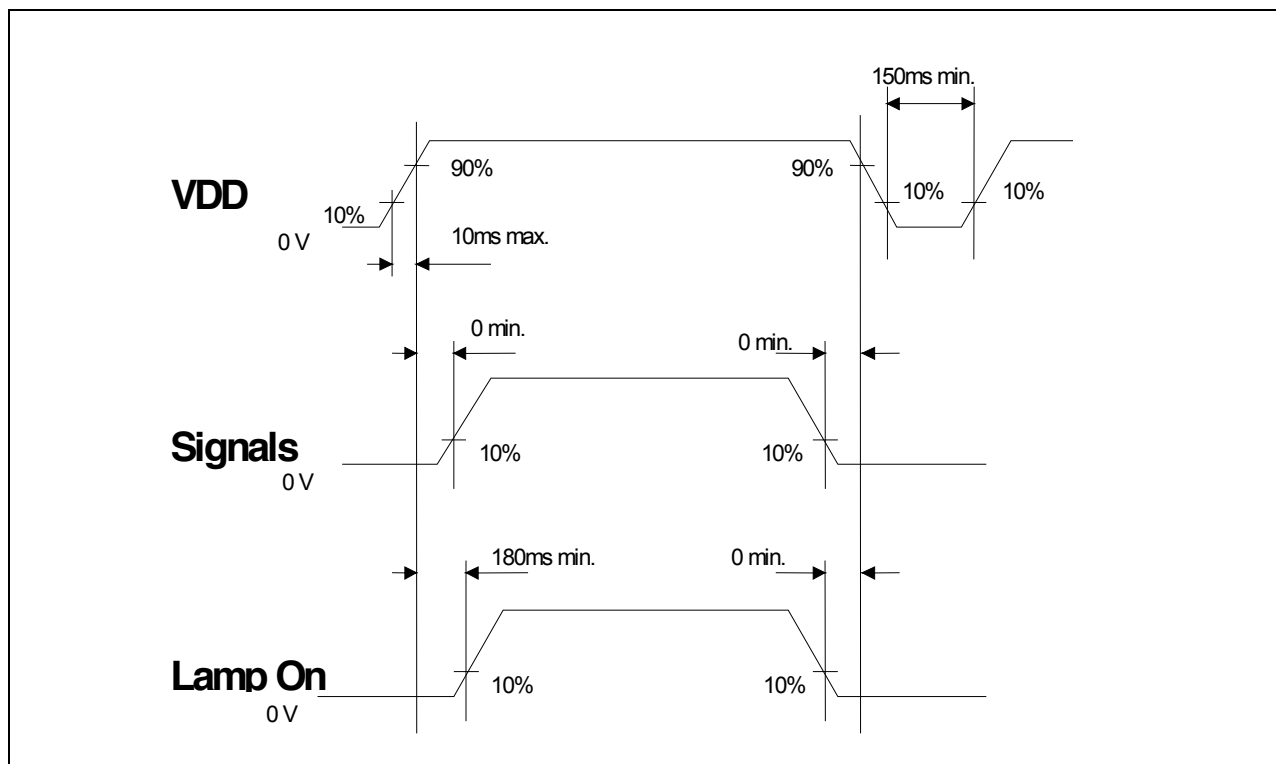 150ms min.
90%
90%
VDD
10%
10%
10%
0 V
10ms max.
0 min.
0 min.
Signals
10%
10%
0 V
180ms min.
0 min.
Lamp On
10%
10%
0 V